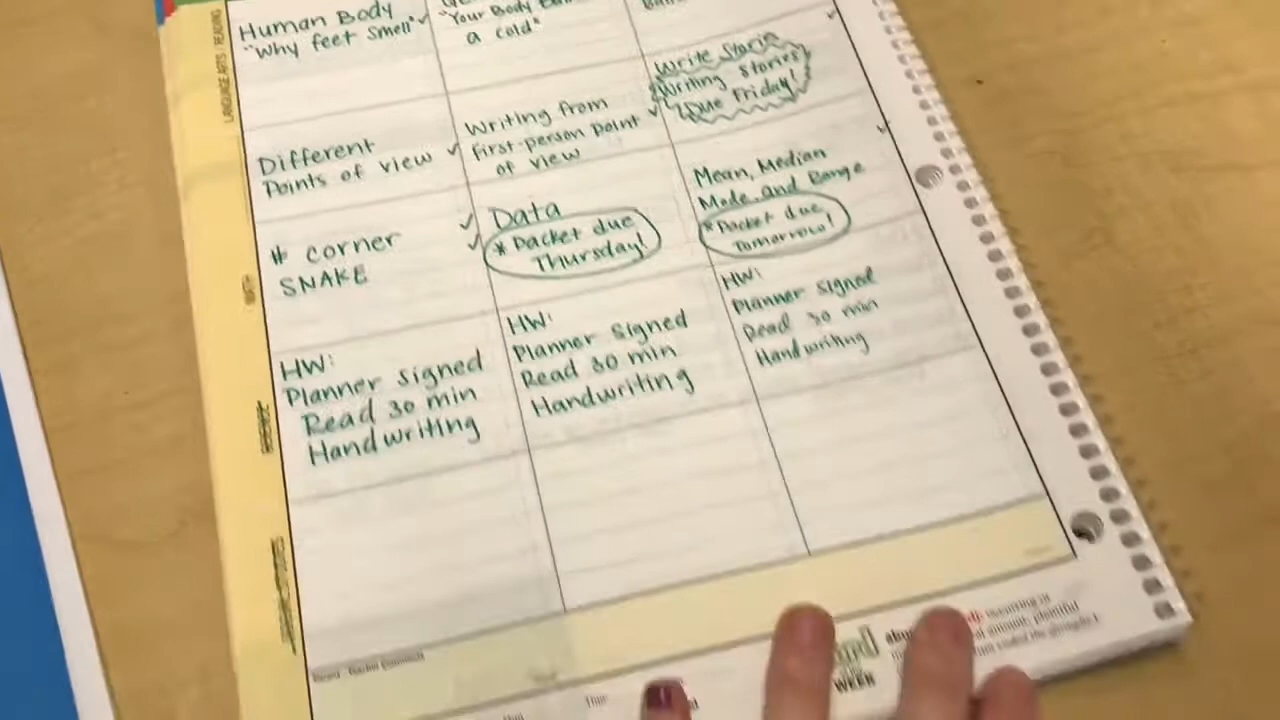 LANGUAGE ARTS / READING
Human Body
"Why feet smell"
"Your Body
a cold"
Different
Points of view
Writing from
first-person point
of view
Write Stories
Writing Stories
Due Friday!
# corner
SNAKE
Data
* Packet due
Thursday!
Mean, Median
Mode and Range
* Packet due
Tomorrow!
HW:
Planner signed
Read 30 min
Handwriting
HW:
Planner Signed
Read 30 min
Handwriting
HW:
Planner Signed
Read 30 min
Handwriting
WEEK